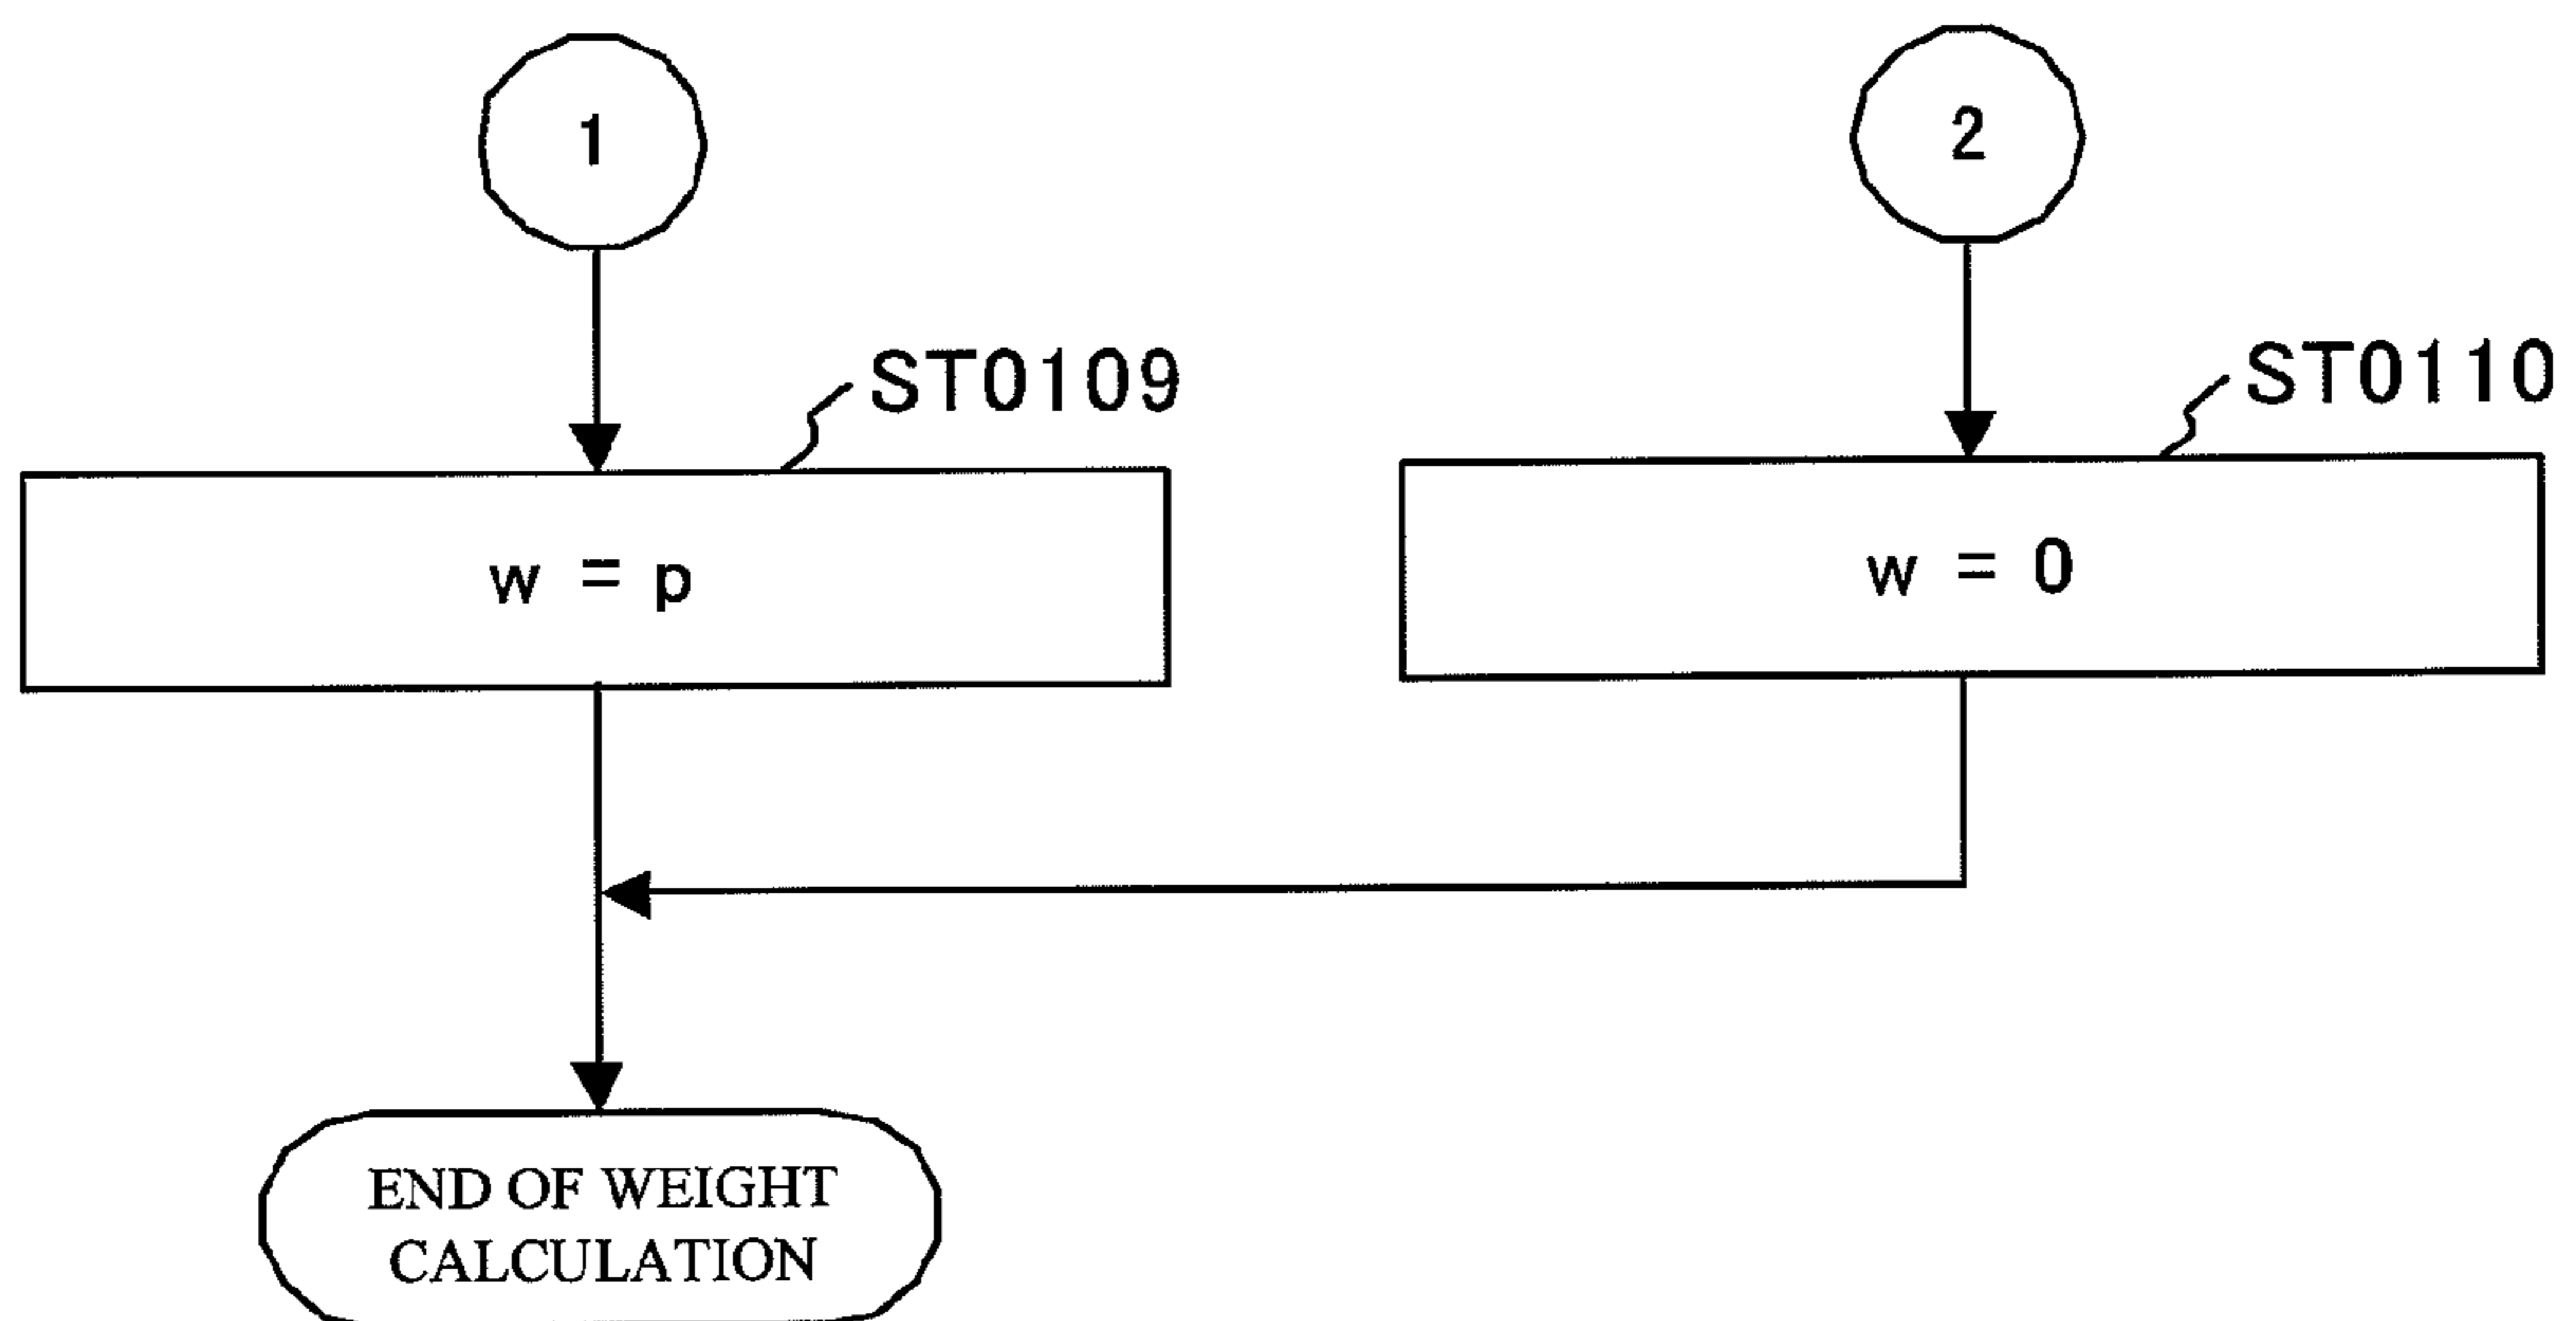 1
2
ST0109
ST0110
w = p
w = 0
END OF WEIGHT
CALCULATION